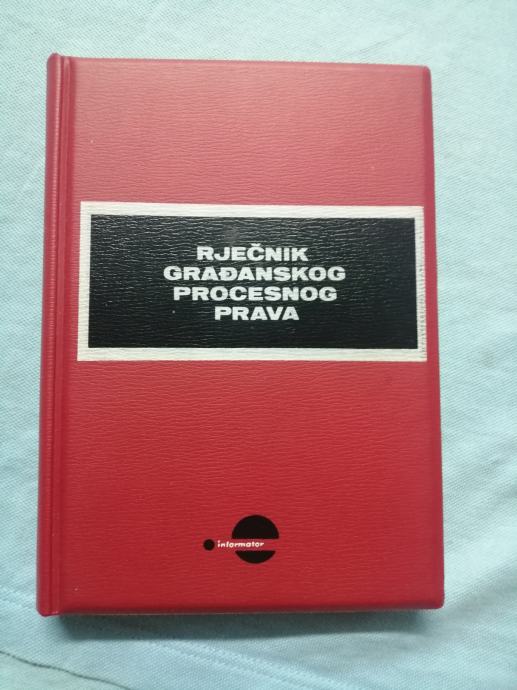 RJEČNIK
GRAĐANSKOG
PROCESNOG
PRAVA
informator